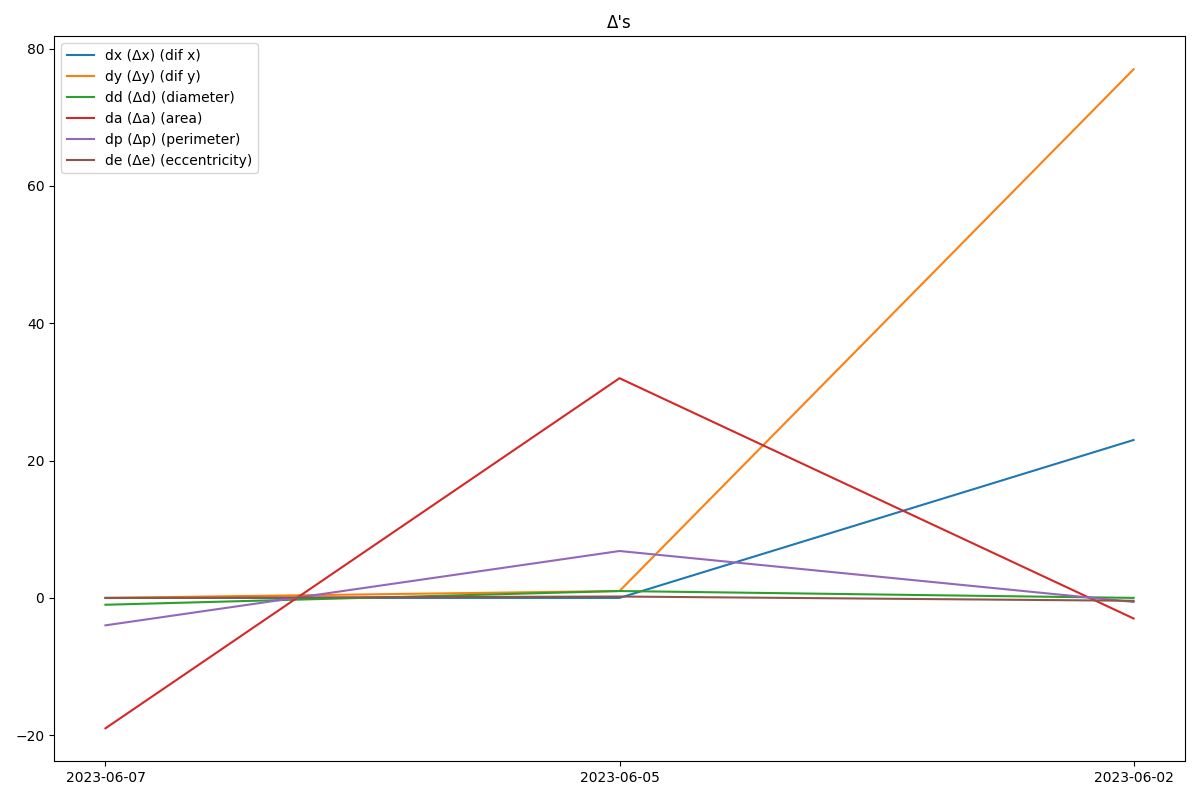 Δ's
dx (Δx) (dif x)
dy (Δy) (dif y)
dd (Δd) (diameter)
da (Δa) (area)
dp (Δp) (perimeter)
de (Δe) (eccentricity)
80
60
40
20
0
−20
2023-06-07
2023-06-05
2023-06-02